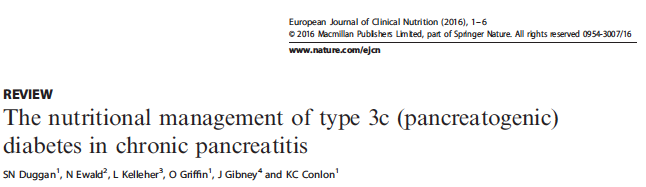 European Journal of Clinical Nutrition (2016), 1–6
© 2016 Macmillan Publishers Limited, part of Springer Nature. All rights reserved 0954-3007/16
www.nature.com/ejcn
REVIEW
The nutritional management of type 3c (pancreatogenic)
diabetes in chronic pancreatitis
SN Duggan¹, N Ewald², L Kelleher³, O Griffin¹, J Gibney⁴ and KC Conlon¹